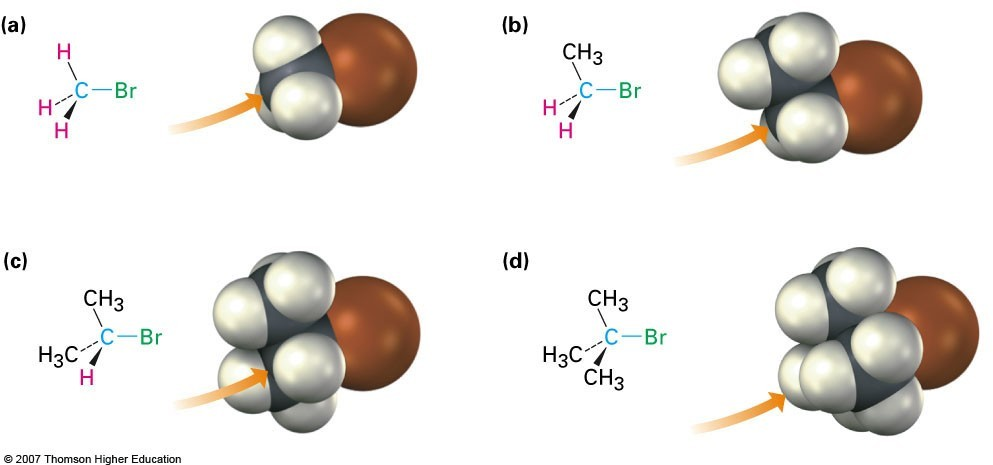 (a)
H
C—Br
H
H
(b)
CH₃
C—Br
H
H
(c)
CH₃
C—Br
H₃C
H
(d)
CH₃
C—Br
H₃C
CH₃
© 2007 Thomson Higher Education